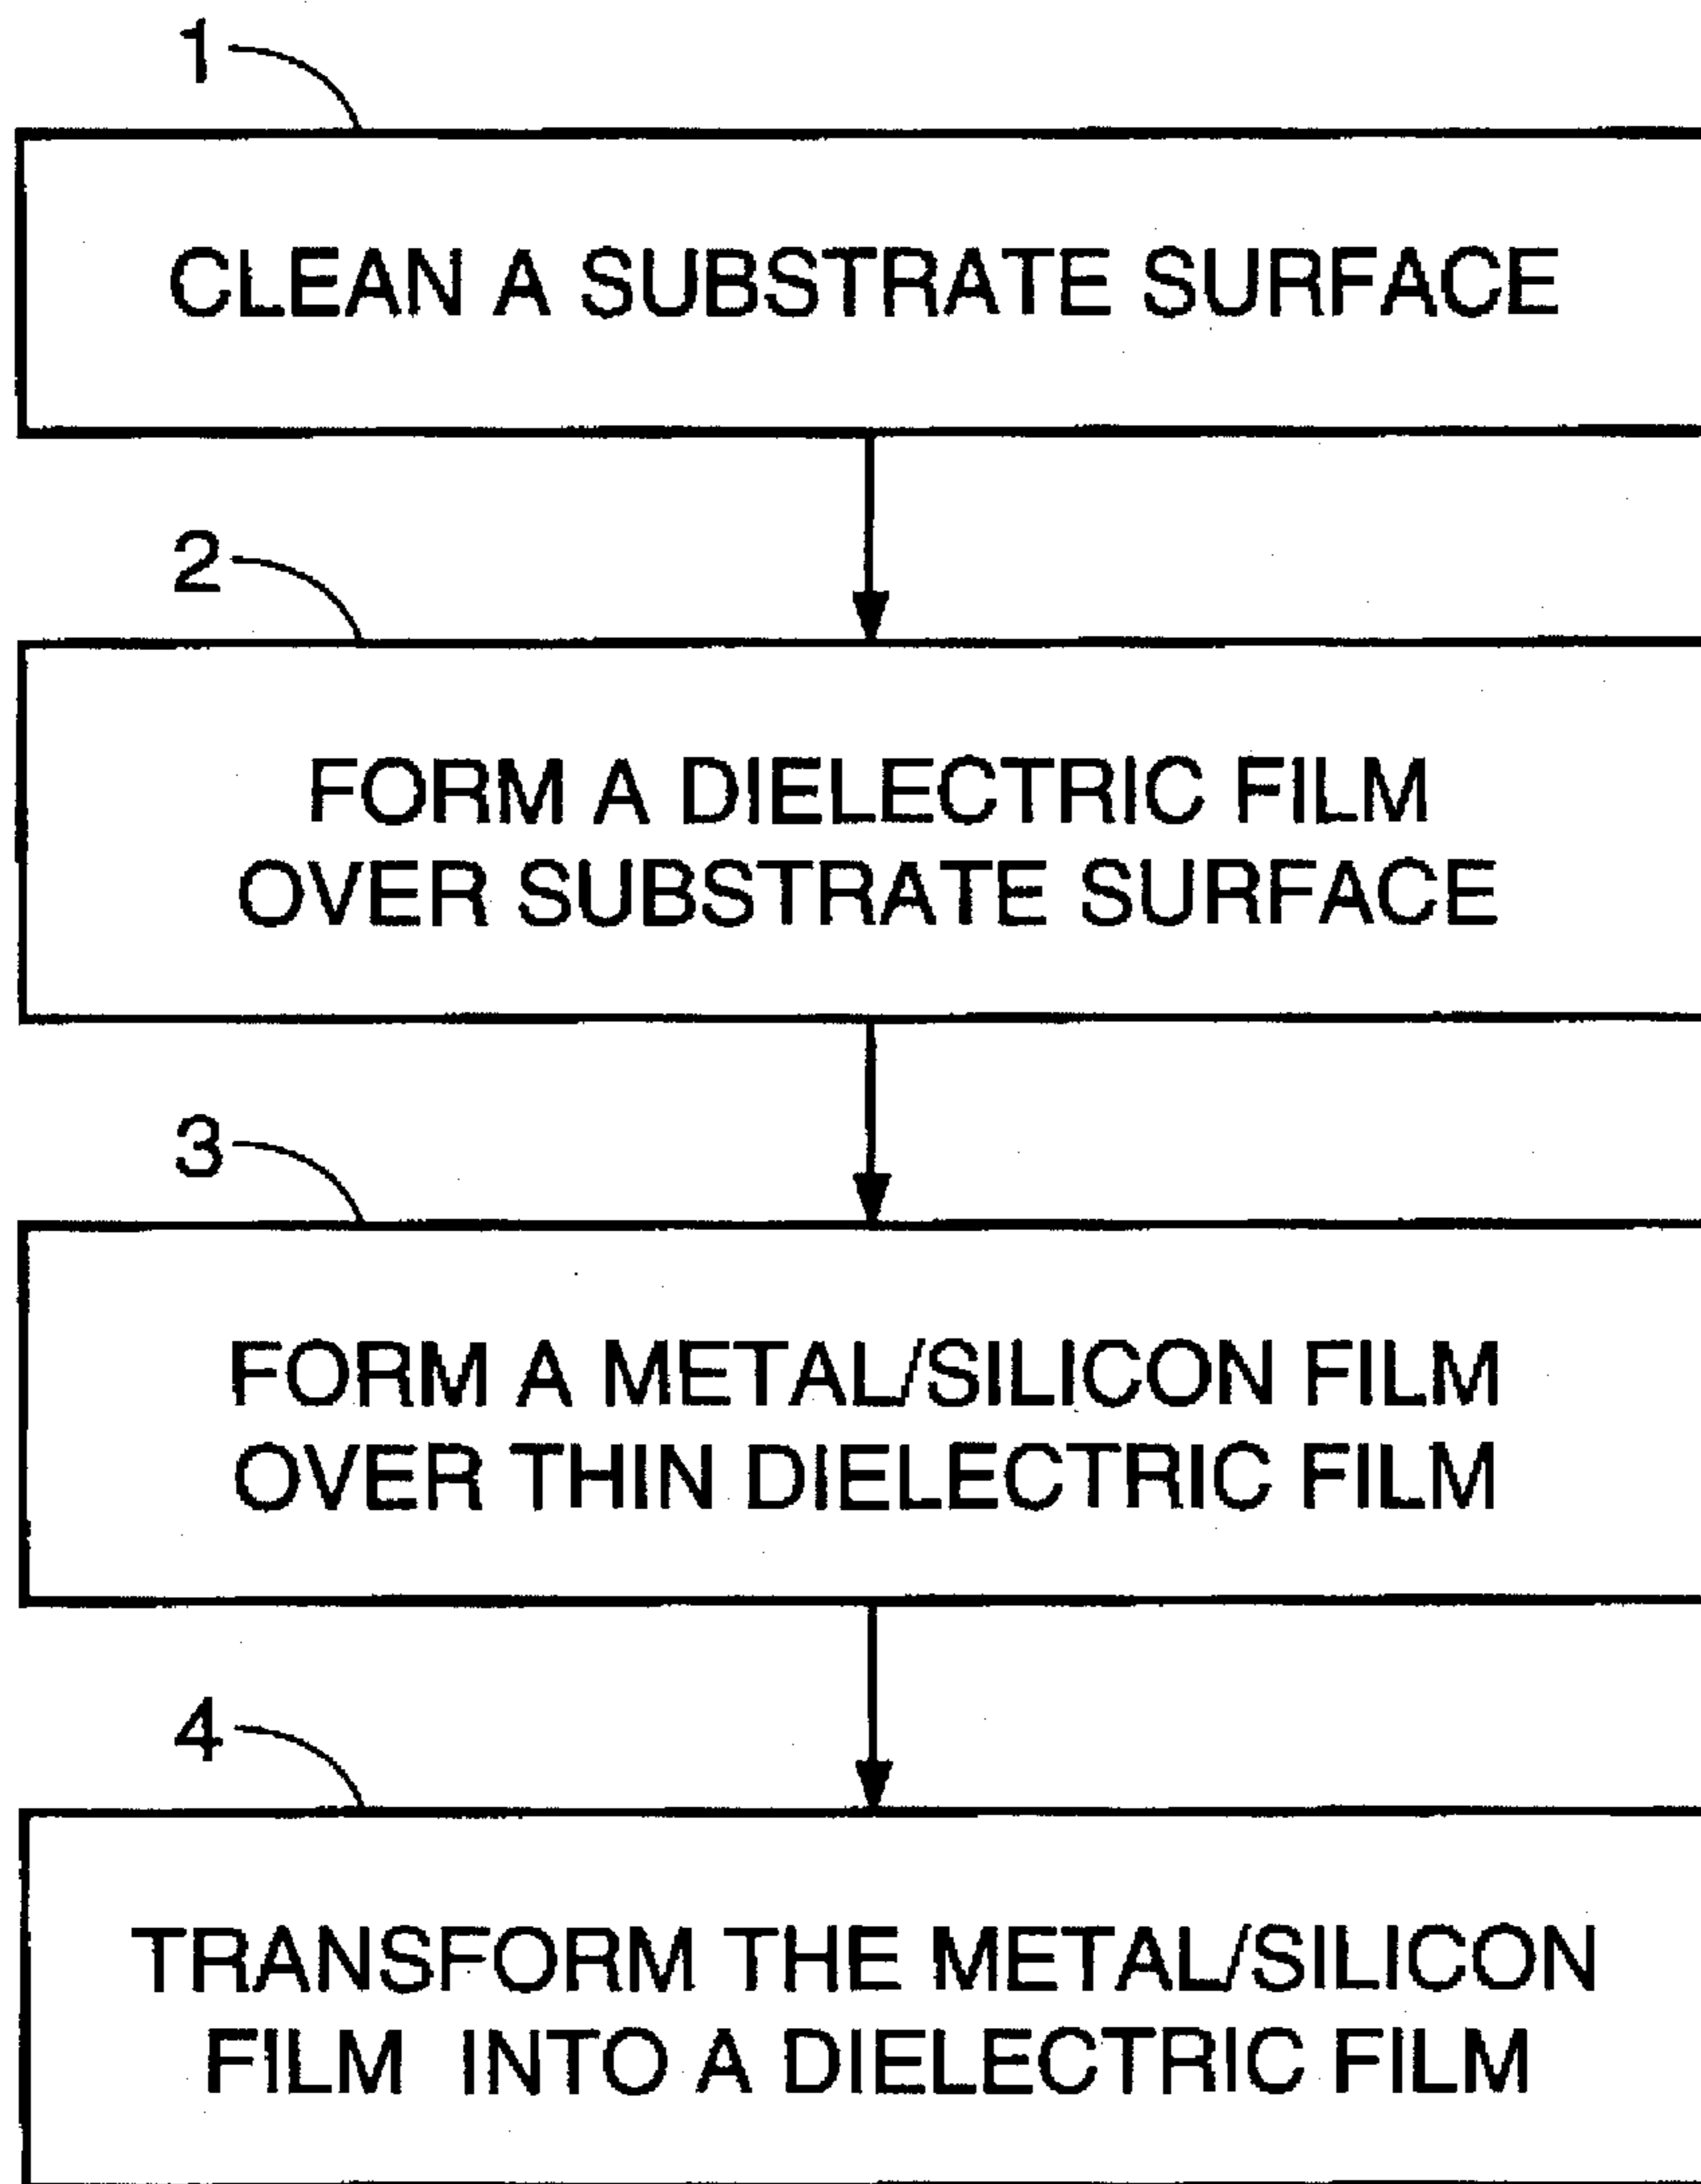 1
CLEAN A SUBSTRATE SURFACE
2
FORM A DIELECTRIC FILM
OVER SUBSTRATE SURFACE
3
FORM A METAL/SILICON FILM
OVER THIN DIELECTRIC FILM
4
TRANSFORM THE METAL/SILICON
FILM INTO A DIELECTRIC FILM